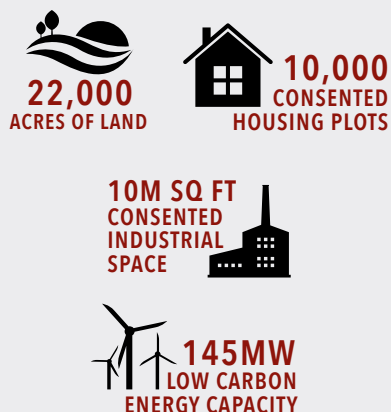 22,000
ACRES OF LAND
10,000
CONSENTED
HOUSING PLOTS
10M SQ FT
CONSENTED
INDUSTRIAL
SPACE
145MW
LOW CARBON
ENERGY CAPACITY